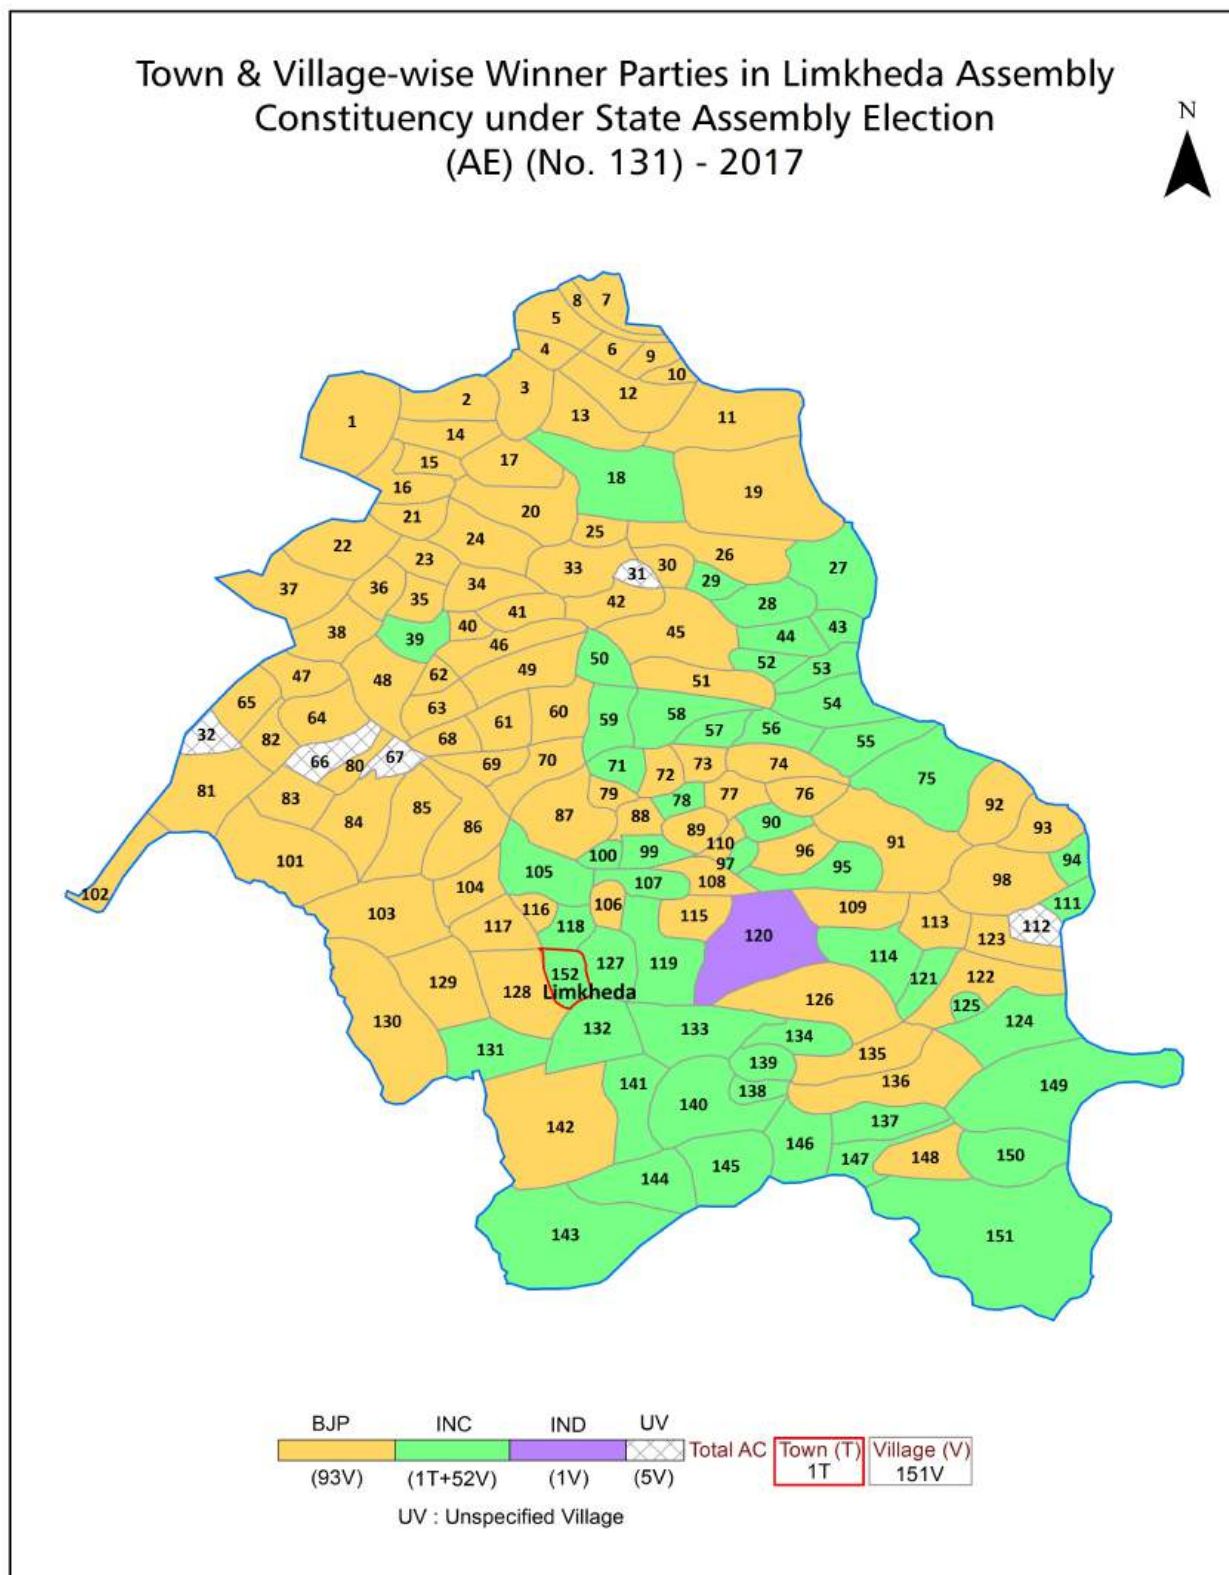 Town & Village-wise Winner Parties in Limkheda Assembly
Constituency under State Assembly Election
(AE) (No. 131) - 2017
N
8 7
5
4 6 9
10
3 12
2 13 11
1
14
15 17
16 18 19
20
21 25
22 24 26
23 33 30 27
31 29
37 36 34
35 42 28
41
38 39 40 45 44 43
46
50 52 53
47 48 62 49 51
65 63 54
64 61 60 59 58
32 82 68 57 56 55
66 80 67 69 70 71 72 73 74 75
81 83 85 79 78 77 76 92
84 86 87 88 89 90 93
110 91
101 105 100 99 97 96 95 94
102 104 107 108 98
103 116 106 115 109 111
117 118 120 113 112
119 114 123
129 152 127 121 122
128 Limkheda 126 125
130 132 133 134 124
131 139 135
141 138 136 149
142 140 137
146
144 145 147 148 150
143 151
BJP INC IND UV
Total AC Town (T) Village (V)
1T 151V
(93V) (1T+52V) (1V) (5V)
UV : Unspecified Village